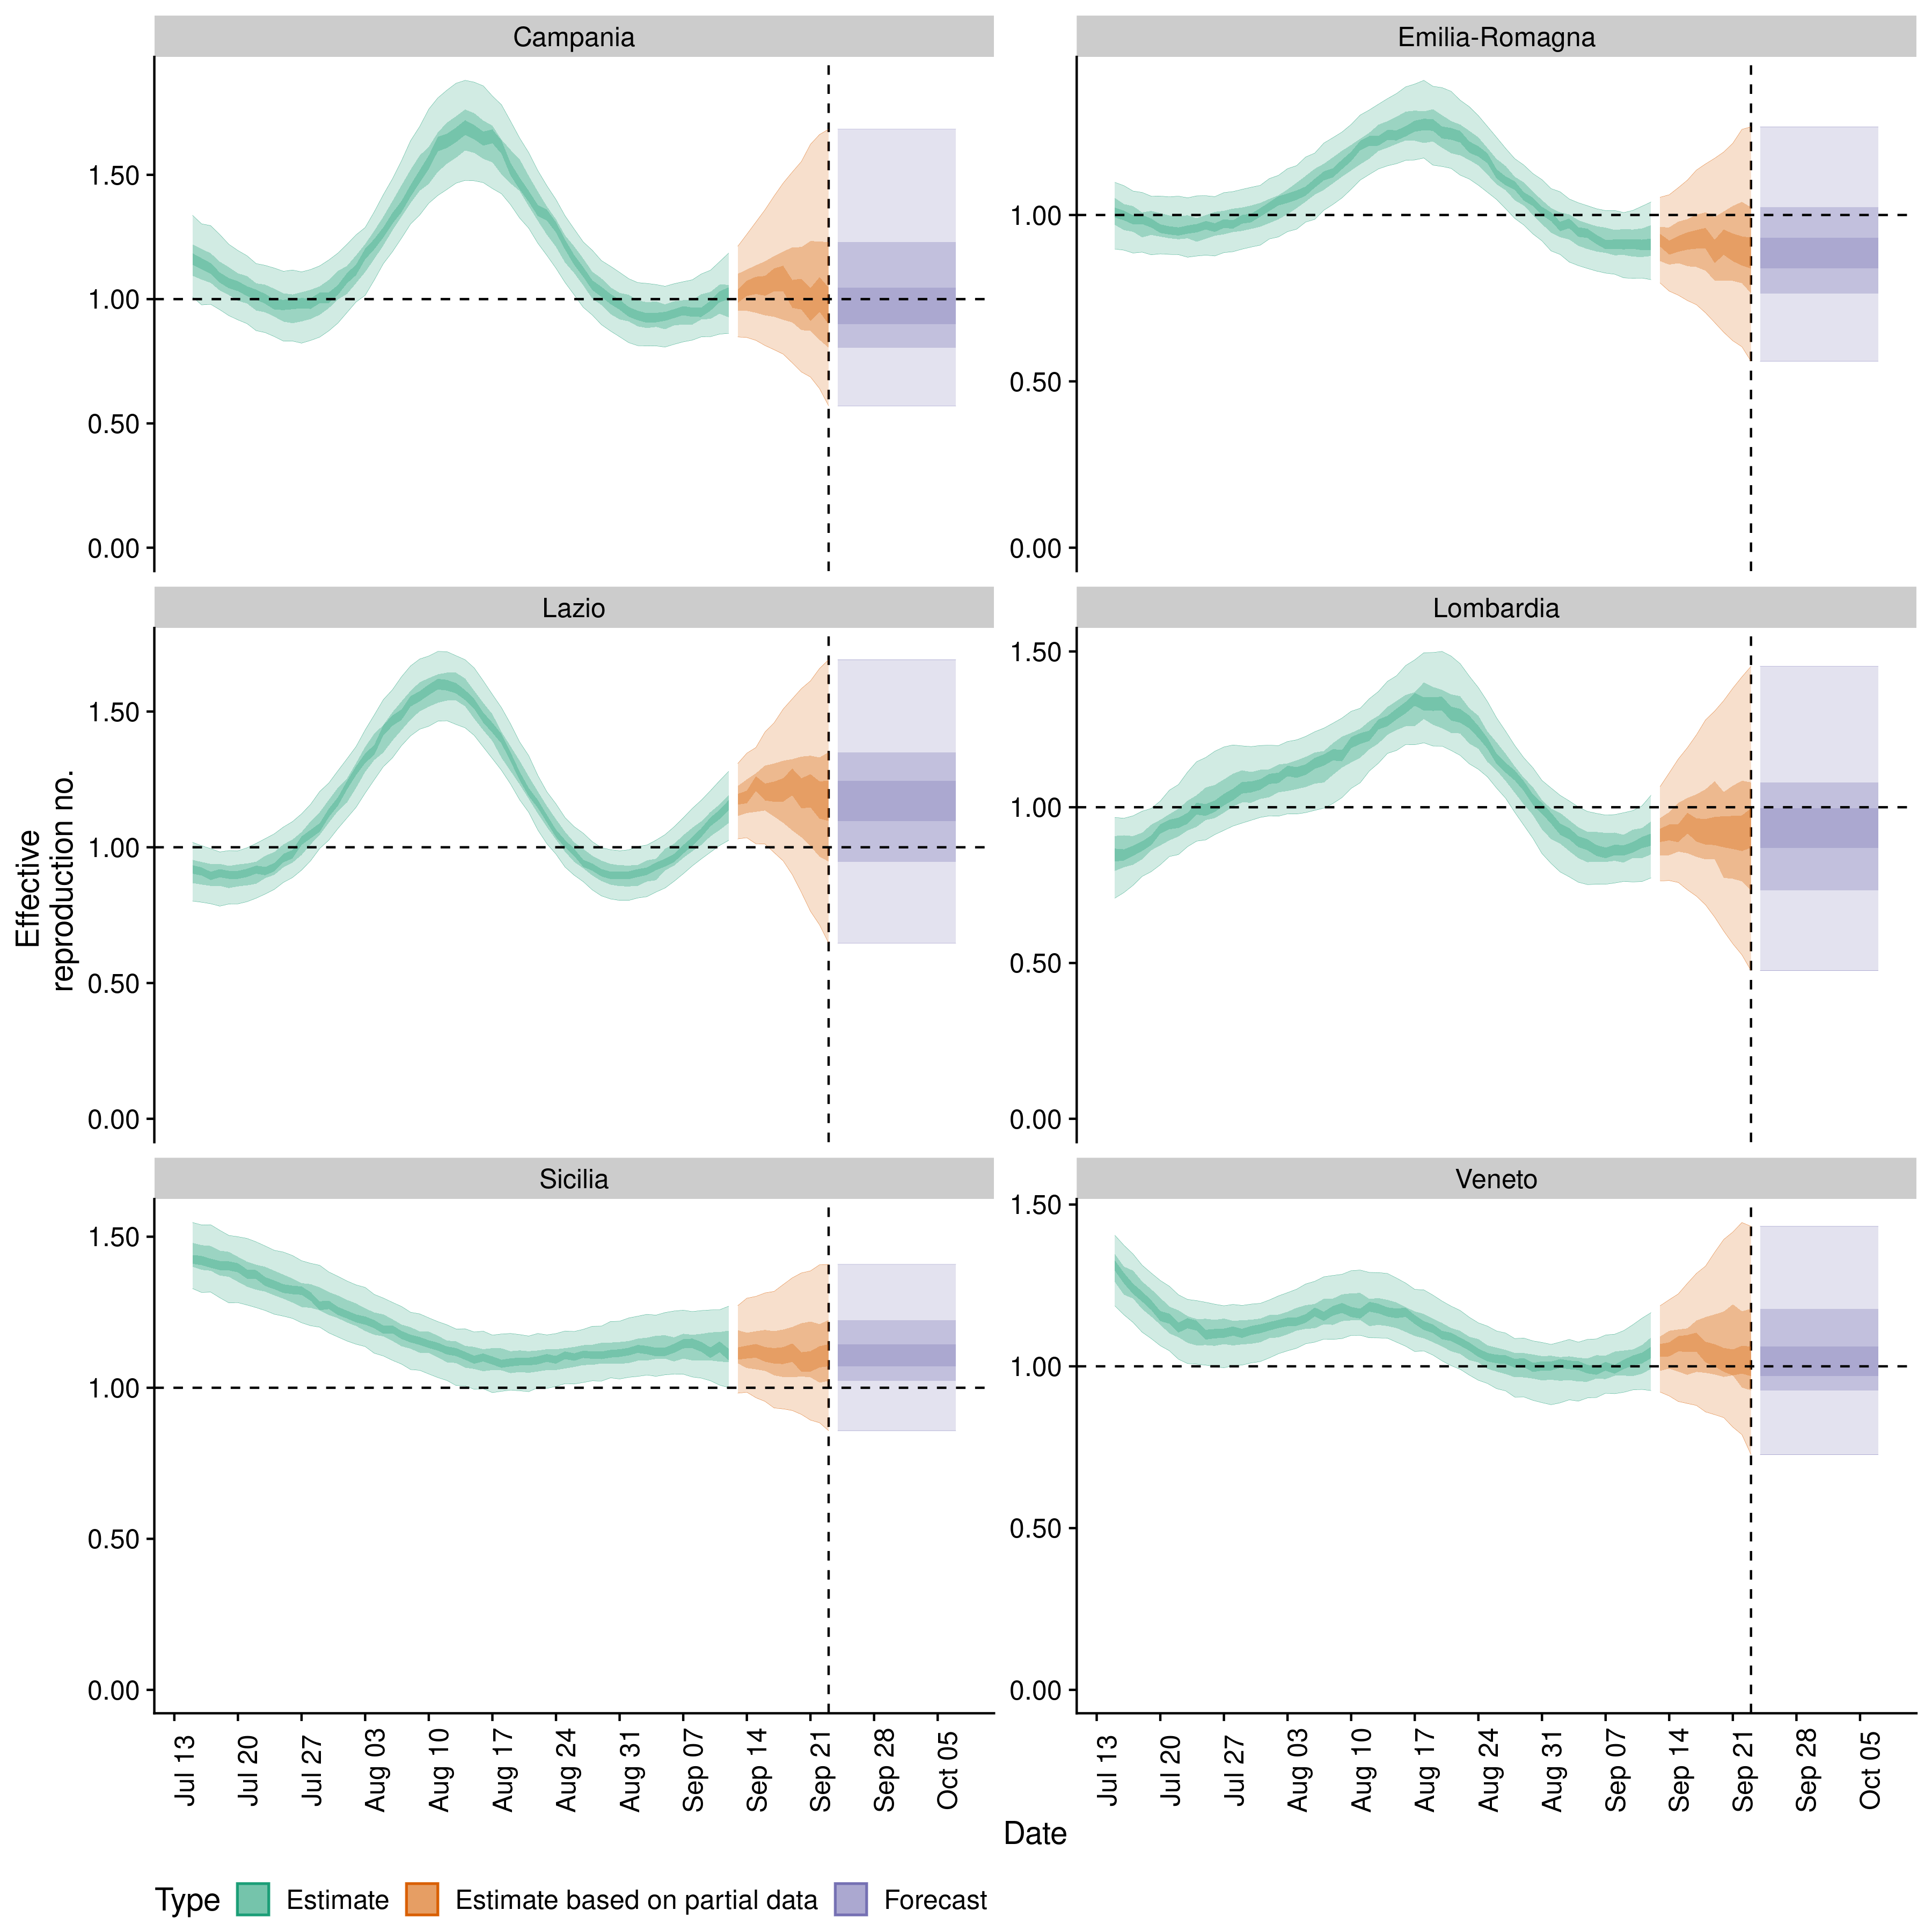 Campania
Emilia-Romagna
1.50
1.00
0.50
0.00
1.00
0.50
0.00
Lazio
Lombardia
1.50
1.00
0.50
0.00
1.50
1.00
0.50
0.00
Effective
reproduction no.
Sicilia
Veneto
1.50
1.00
0.50
0.00
1.50
1.00
0.50
0.00
Jul 13
Jul 20
Jul 27
Aug 03
Aug 10
Aug 17
Aug 24
Aug 31
Sep 07
Sep 14
Sep 21
Sep 28
Oct 05
Jul 13
Jul 20
Jul 27
Aug 03
Aug 10
Aug 17
Aug 24
Aug 31
Sep 07
Sep 14
Sep 21
Sep 28
Oct 05
Date
Type Estimate Estimate based on partial data Forecast